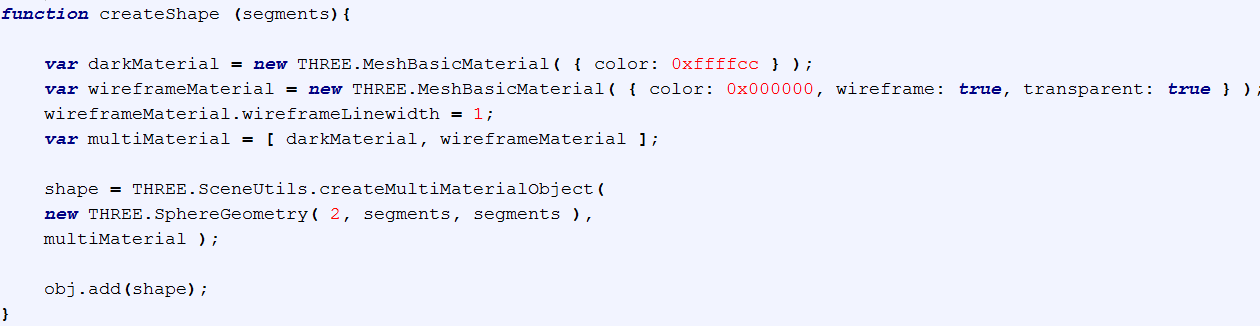 function createShape (segments){
var darkMaterial = new THREE.MeshBasicMaterial( { color: 0xffffcc } );
var wireframeMaterial = new THREE.MeshBasicMaterial( { color: 0x000000, wireframe: true, transparent: true } );
wireframeMaterial.wireframeLinewidth = 1;
var multiMaterial = [ darkMaterial, wireframeMaterial ];
shape = THREE.SceneUtils.createMultiMaterialObject(
new THREE.SphereGeometry( 2, segments, segments ),
multiMaterial );
obj.add(shape);
}